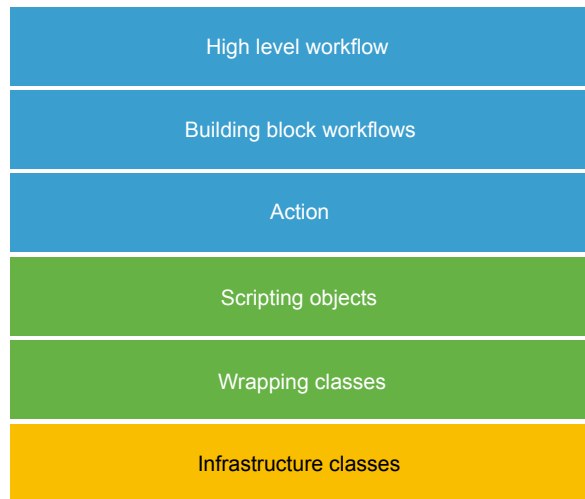 High level workflow
Building block workflows
Action
Scripting objects
Wrapping classes
Infrastructure classes